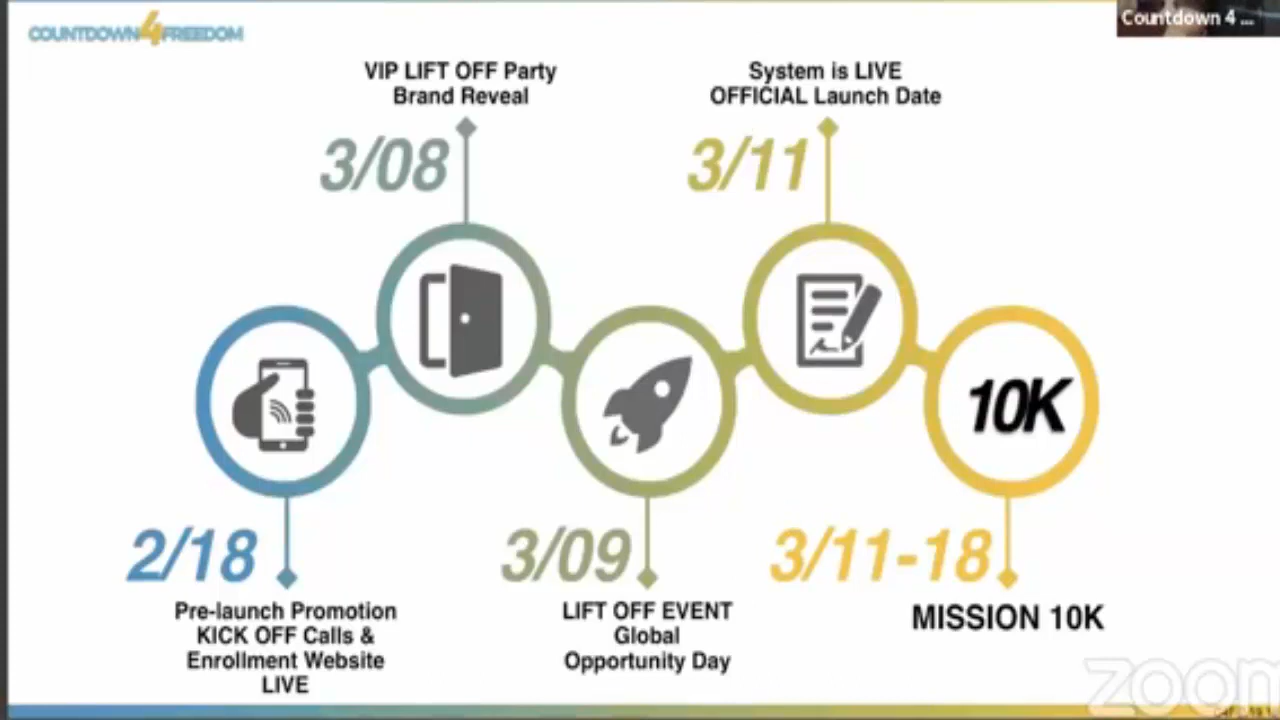 COUNTDOWN4FREEDOM
Countdown 4 ...
VIP LIFT OFF Party
Brand Reveal
3/08
System is LIVE
OFFICIAL Launch Date
3/11
10K
2/18
Pre-launch Promotion
KICK OFF Calls &
Enrollment Website
LIVE
3/09
LIFT OFF EVENT
Global
Opportunity Day
3/11-18
MISSION 10K
zoom